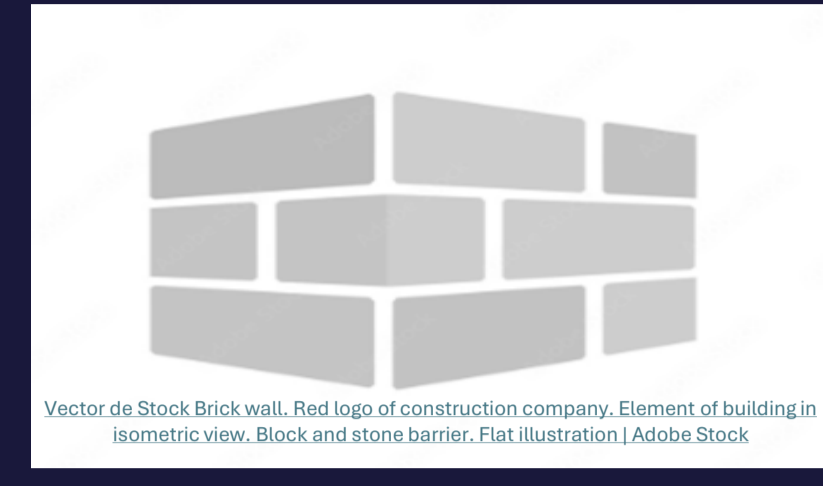 Vector de Stock Brick wall. Red logo of construction company. Element of building in
isometric view. Block and stone barrier. Flat illustration | Adobe Stock